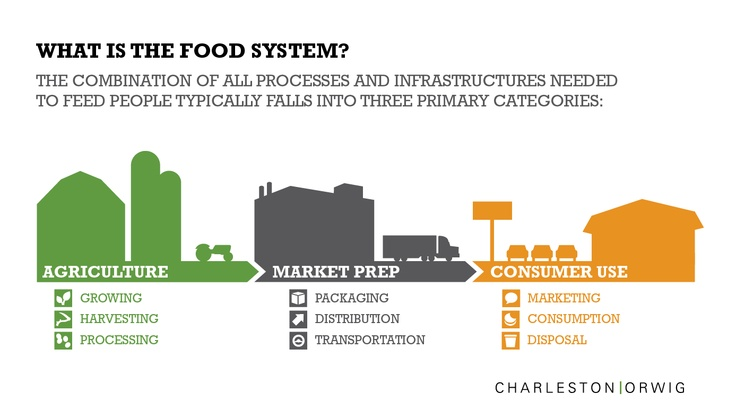 WHAT IS THE FOOD SYSTEM?
THE COMBINATION OF ALL PROCESSES AND INFRASTRUCTURES NEEDED
TO FEED PEOPLE TYPICALLY FALLS INTO THREE PRIMARY CATEGORIES:
AGRICULTURE
GROWING
HARVESTING
PROCESSING
MARKET PREP
PACKAGING
DISTRIBUTION
TRANSPORTATION
CONSUMER USE
MARKETING
CONSUMPTION
DISPOSAL
CHARLESTON|ORWIG